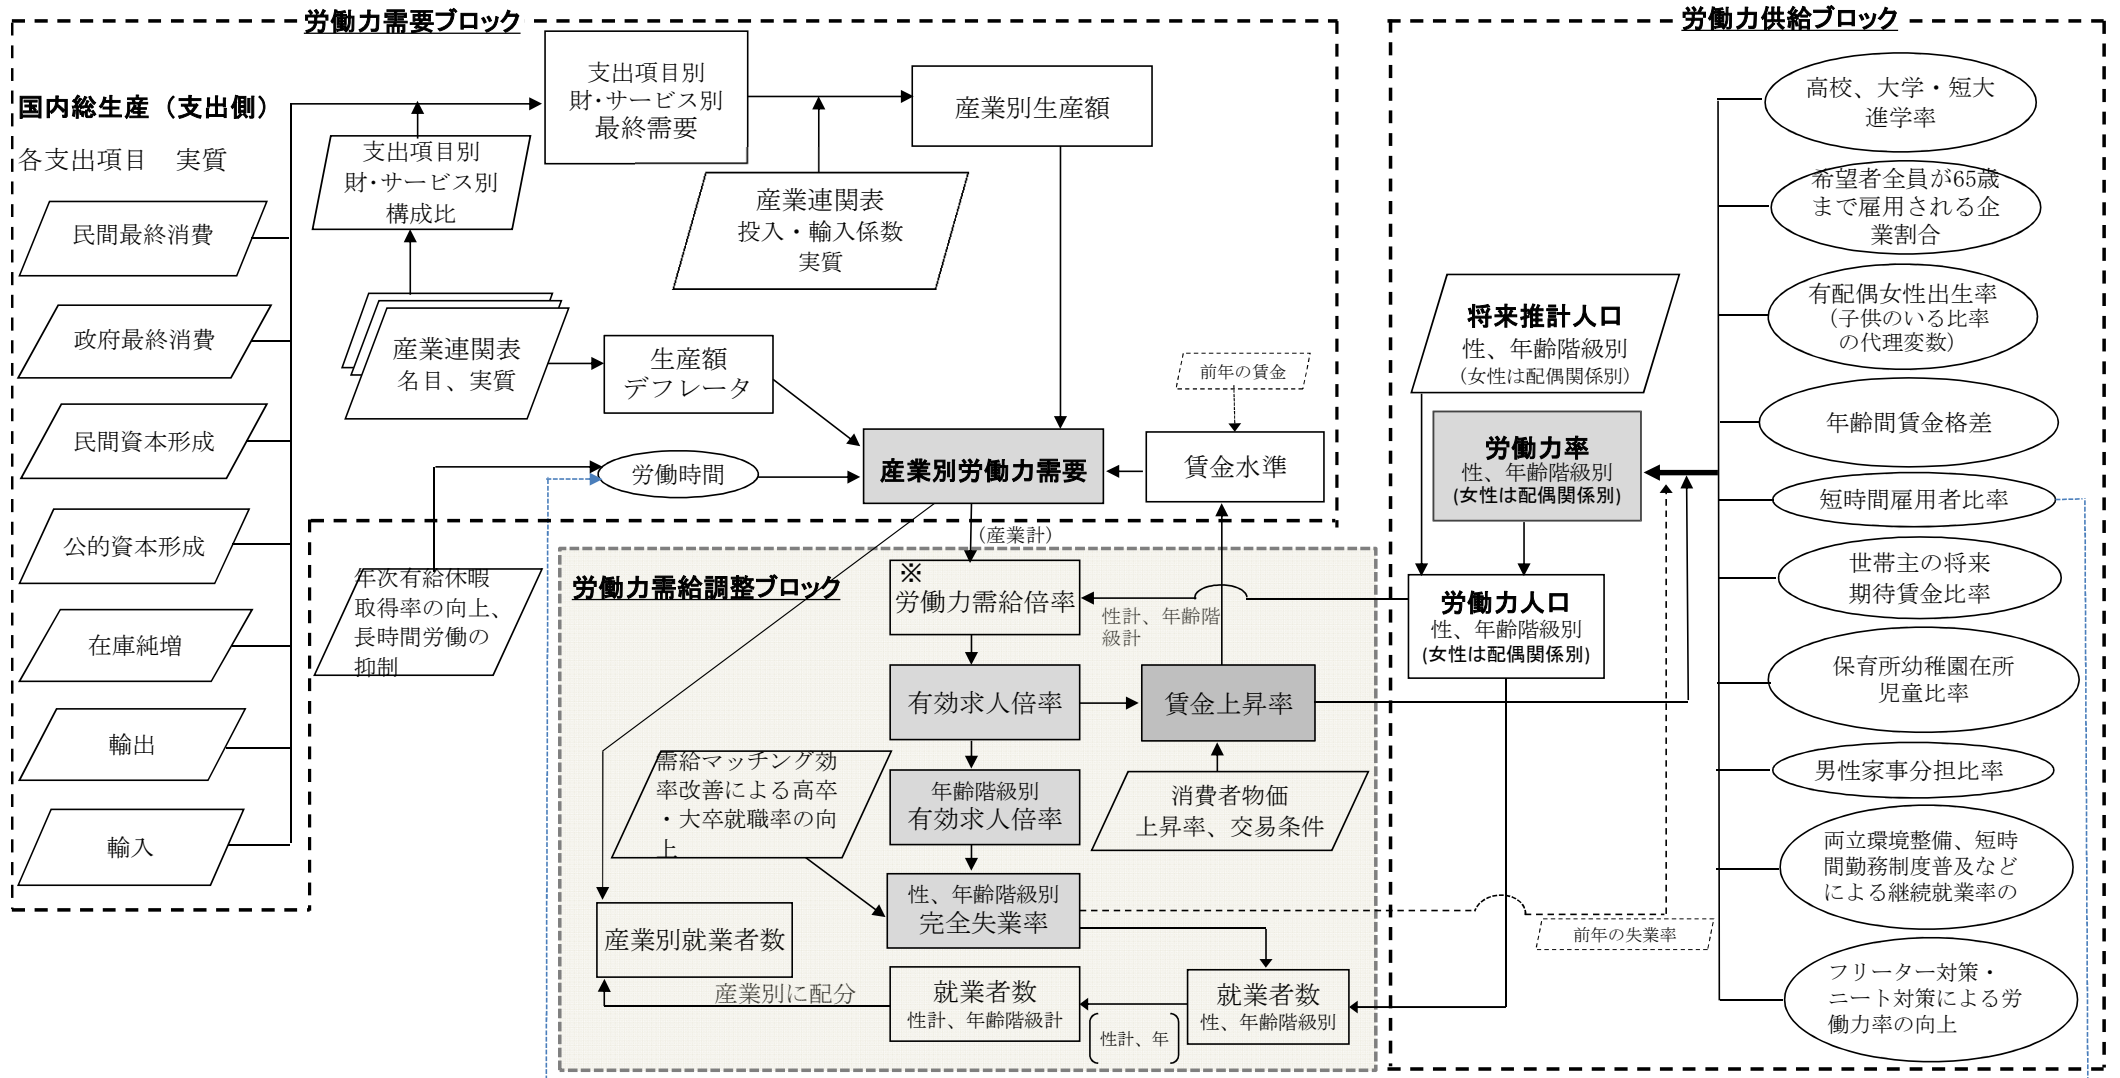 労働力需要ブロック
国内総生産（支出側）
各支出項目　実質
民間最終消費
政府最終消費
民間資本形成
公的資本形成
在庫純増
輸出
輸入
支出項目別
財・サービス別
構成比
支出項目別
財・サービス別
最終需要
産業連関表
投入・輸入係数
実質
産業別生産額
産業連関表
名目、実質
生産額
デフレータ
労働時間
産業別労働力需要
前年の賃金
賃金水準
年次有給休暇
取得率の向上、
長時間労働の
抑制
（産業計）
労働力需給調整ブロック
※
労働力需給倍率
性計、年齢階
級計
有効求人倍率
賃金上昇率
需給マッチング効
率改善による高卒
・大卒就職率の向
上
年齢階級別
有効求人倍率
消費者物価
上昇率、交易条件
性、年齢階級別
完全失業率
産業別就業者数
産業別に配分
就業者数
性計、年齢階級計
性計、年
就業者数
性、年齢階級別
労働力供給ブロック
将来推計人口
性、年齢階級別
（女性は配偶関係別）
労働力率
性、年齢階級別
(女性は配偶関係別)
労働力人口
性、年齢階級別
(女性は配偶関係別)
前年の失業率
高校、大学・短大
進学率
希望者全員が65歳
まで雇用される企
業割合
有配偶女性出生率
（子供のいる比率
の代理変数）
年齢間賃金格差
短時間雇用者比率
世帯主の将来
期待賃金比率
保育所幼稚園在所
児童比率
男性家事分担比率
両立環境整備、短時
間勤務制度普及など
による継続就業率の
フリーター対策・
ニート対策による労
働力率の向上